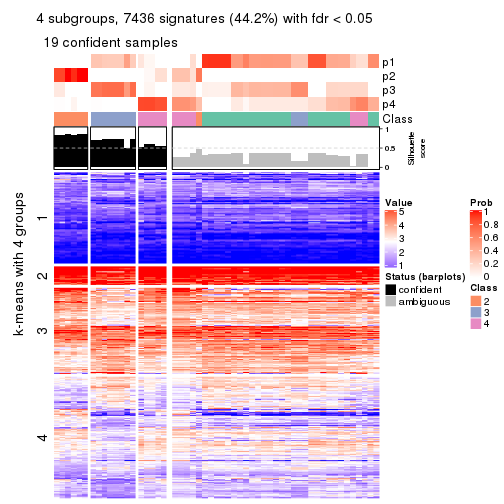 4 subgroups, 7436 signatures (44.2%) with fdr < 0.05
19 confident samples
p1
p2
p3
p4
Class
1
0.5
0
Silhouette
score
k-means with 4 groups
1
2
3
4
Value
5
4
3
2
1
Status (barplots)
confident
ambiguous
Prob
1
0.8
0.6
0.4
0.2
0
Class
2
3
4